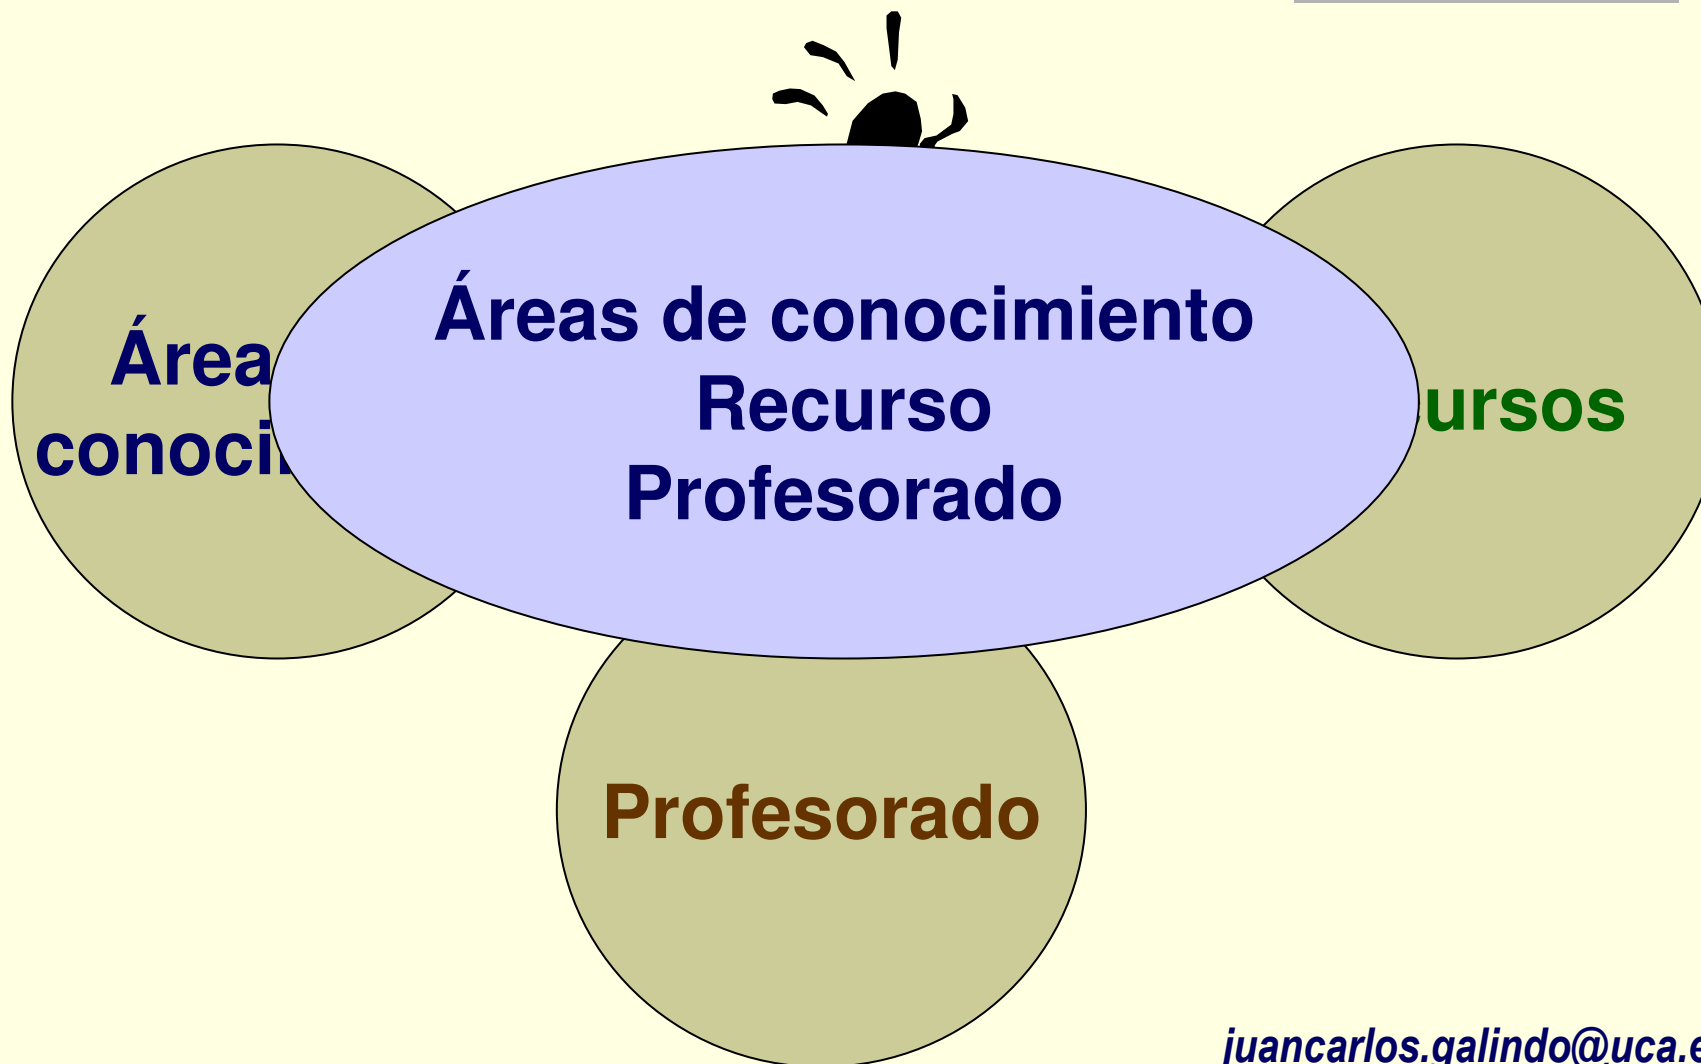 Áreas de conocimiento
Recurso
Profesorado
Área
conoci
ursos
Profesorado
juancarlos.galindo@uca.e